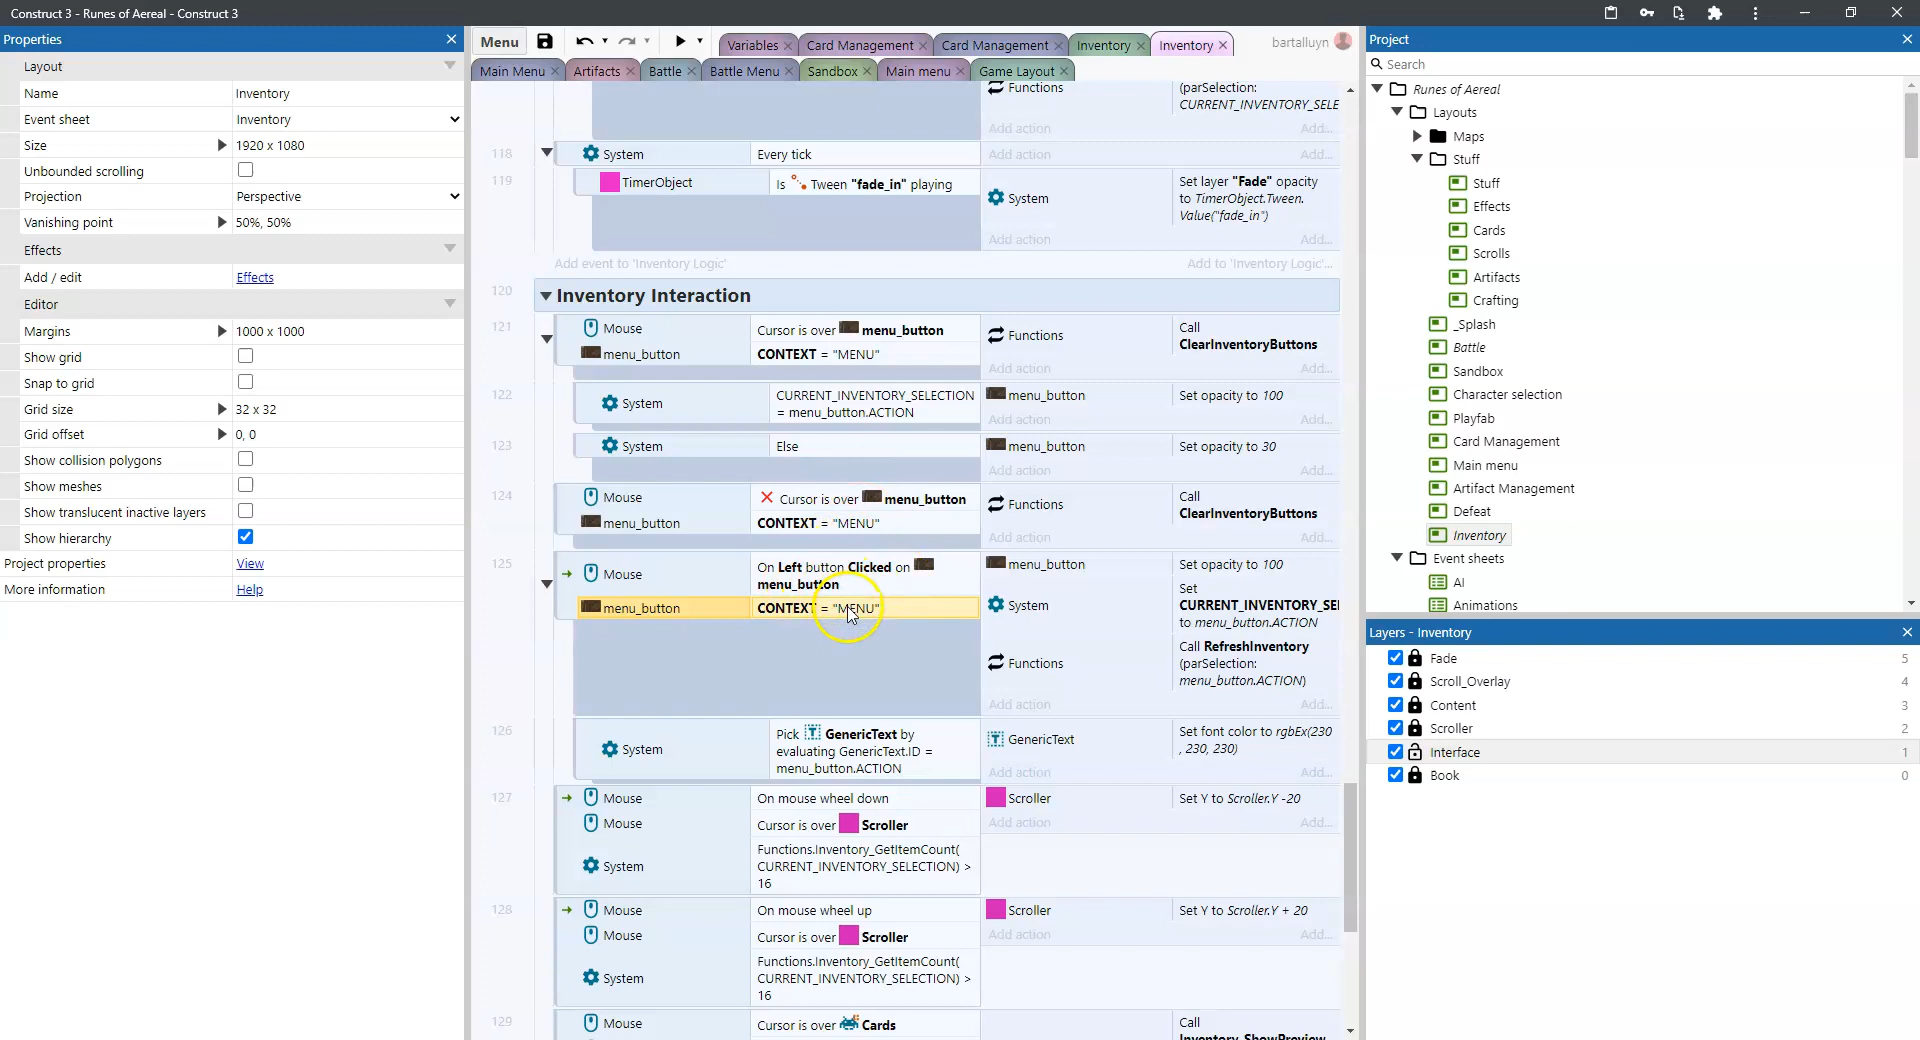 Construct 3 - Runes of Aereal - Construct 3
Properties
Layout
Name
Inventory
Event sheet
Inventory
Size
1920 x 1080
Unbounded scrolling
Projection
Perspective
Vanishing point
50%, 50%
Effects
Add / edit
Effects
Editor
Margins
1000 x 1000
Show grid
Snap to grid
Grid size
32 x 32
Grid offset
0, 0
Show collision polygons
Show meshes
Show translucent inactive layers
Show hierarchy
Project properties
View
More information
Help
Menu
Variables
Card Management
Card Management
Inventory
Inventory
bartalluyn
Main Menu
Artifacts
Battle
Battle Menu
Sandbox
Main menu
Game Layout
Functions
(parSelection:
CURRENT_INVENTORY_SELE
Add action
Add...
118
System
Every tick
Add action
Add...
119
TimerObject
Is Tween "fade_in" playing
System
Set layer "Fade" opacity
to TimerObject.Tween.
Value("fade_in")
Add action
Add...
Add event to 'Inventory Logic'
Add to 'Inventory Logic'...
120
Inventory Interaction
121
Mouse
Cursor is over menu_button
menu_button
CONTEXT = "MENU"
Functions
Call
ClearInventoryButtons
Add action
Add...
122
System
CURRENT_INVENTORY_SELECTION
= menu_button.ACTION
menu_button
Set opacity to 100
Add action
Add...
123
System
Else
menu_button
Set opacity to 30
Add action
Add...
124
Mouse
Cursor is over menu_button
menu_button
CONTEXT = "MENU"
Functions
Call
ClearInventoryButtons
Add action
Add...
125
Mouse
On Left button Clicked on
menu_button
menu_button
CONTEXT = "MENU"
menu_button
Set opacity to 100
System
Set
CURRENT_INVENTORY_SEL
to menu_button.ACTION
Functions
Call RefreshInventory
(parSelection:
menu_button.ACTION)
Add action
Add...
126
System
Pick GenericText by
evaluating GenericText.ID =
menu_button.ACTION
GenericText
Set font color to rgbEx(230
, 230, 230)
Add action
Add...
127
Mouse
On mouse wheel down
Mouse
Cursor is over Scroller
System
Functions.Inventory_GetItemCount(
CURRENT_INVENTORY_SELECTION) >
16
Scroller
Set Y to Scroller.Y -20
Add action
Add...
128
Mouse
On mouse wheel up
Mouse
Cursor is over Scroller
System
Functions.Inventory_GetItemCount(
CURRENT_INVENTORY_SELECTION) >
16
Scroller
Set Y to Scroller.Y + 20
Add action
Add...
129
Mouse
Cursor is over Cards
Call
Inventory_ShowPreview
Project
Search
Runes of Aereal
Layouts
Maps
Stuff
Stuff
Effects
Cards
Scrolls
Artifacts
Crafting
_Splash
Battle
Sandbox
Character selection
Playfab
Card Management
Main menu
Artifact Management
Defeat
Inventory
Event sheets
AI
Animations
Layers - Inventory
Fade
5
Scroll_Overlay
4
Content
3
Scroller
2
Interface
1
Book
0